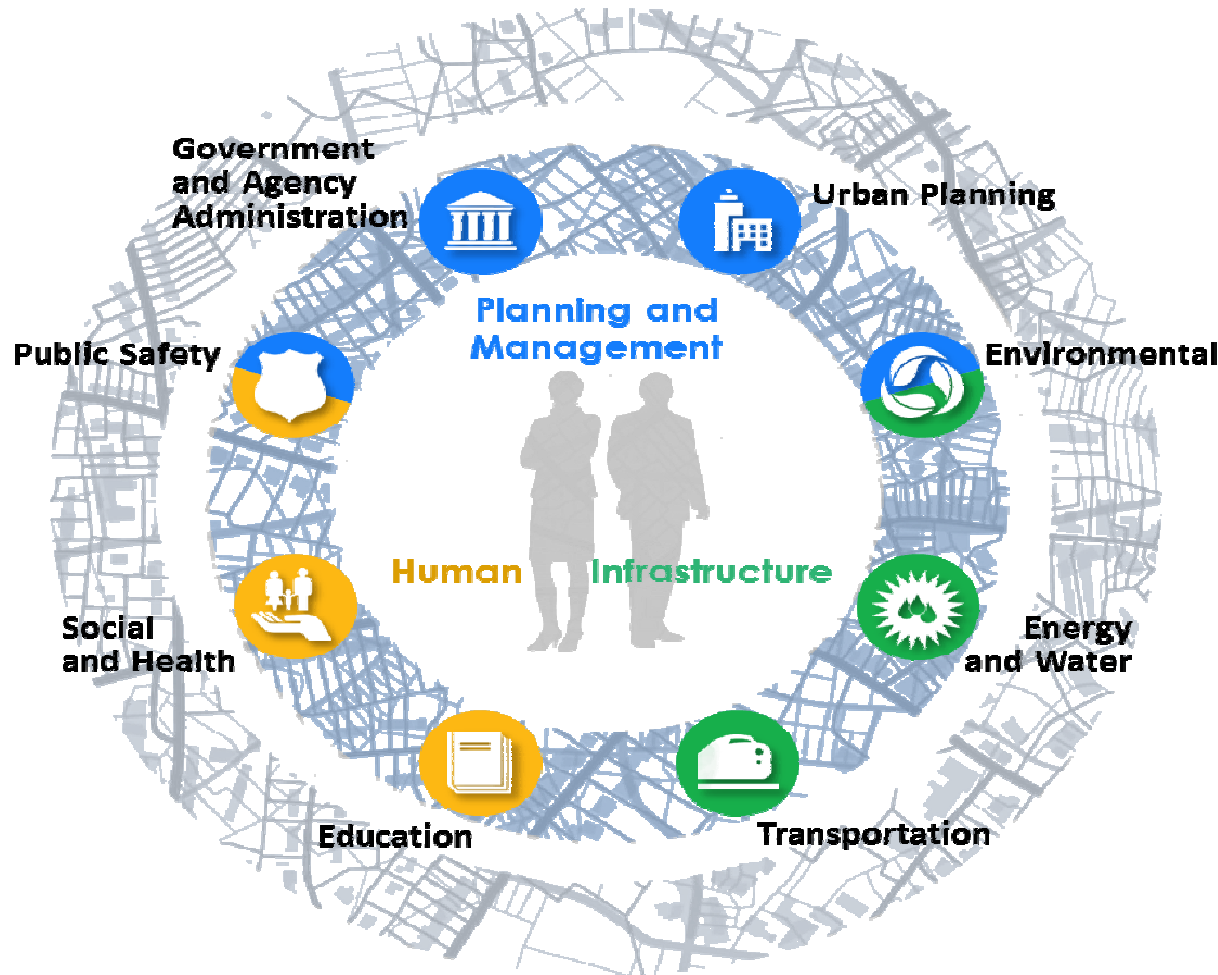 Government
and Agency
Administration
Urban Planning
Planning and
Management
Public Safety
Environmental
Human
Infrastructure
Social
and Health
Energy
and Water
Education
Transportation